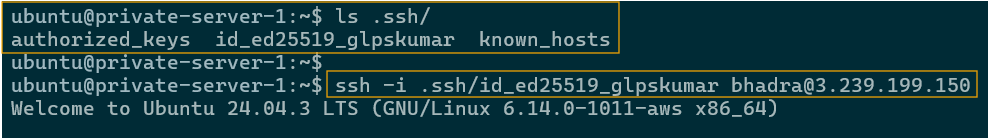 ubuntu@private-server-1:~$ ls .ssh/
authorized_keys  id_ed25519_glpskumar  known_hosts
ubuntu@private-server-1:~$
ubuntu@private-server-1:~$ ssh -i .ssh/id_ed25519_glpskumar bhadra@3.239.199.150
Welcome to Ubuntu 24.04.3 LTS (GNU/Linux 6.14.0-1011-aws x86_64)